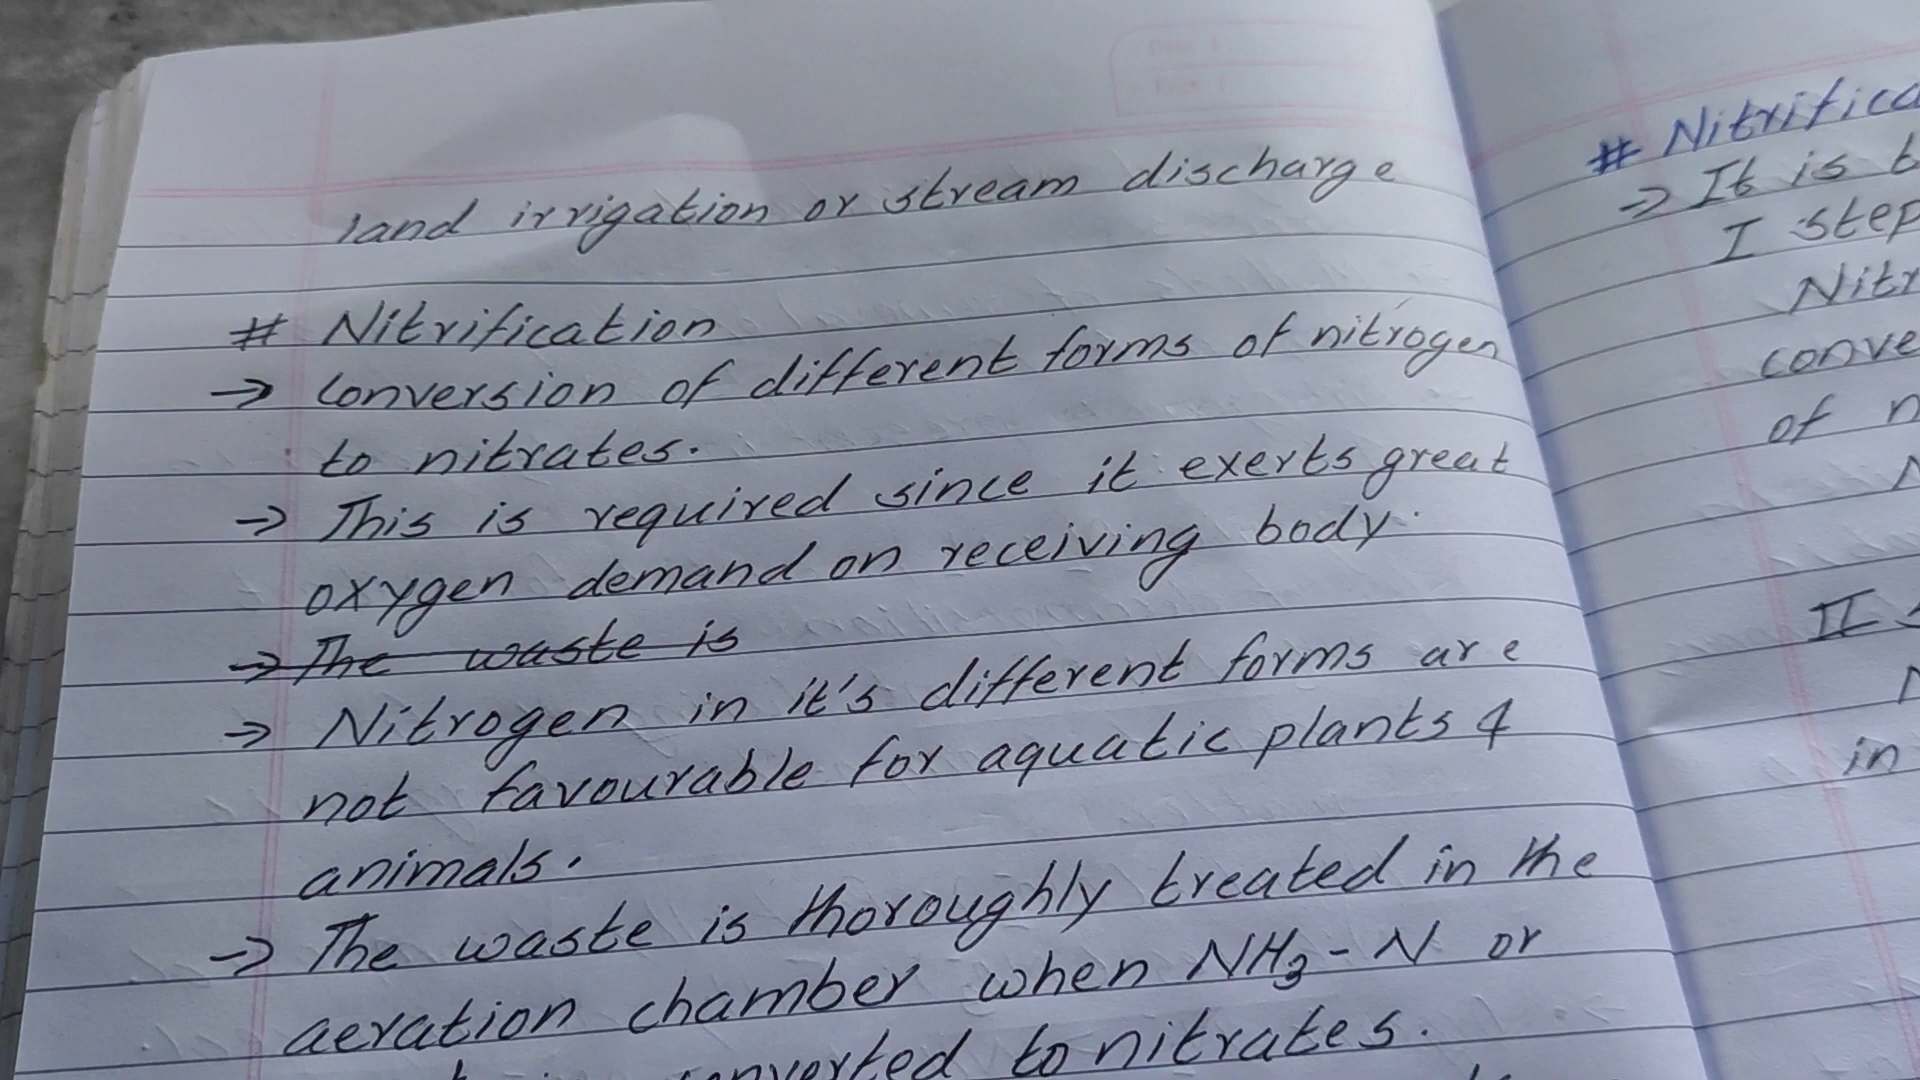 land irrigation or stream discharge
# Nitrification
→ Conversion of different forms of nitrogen
to nitrates.
→ This is required since it exerts great
oxygen demand on receiving body.
→ The waste is
→ Nitrogen in it's different forms are
not favourable for aquatic plants &
animals.
→ The waste is thoroughly treated in the
aeration chamber when NH3-N or
converted to nitrates.
# Nitrifica
→ It is t
I step
Nitr
conve
of n
N
II s
N
in